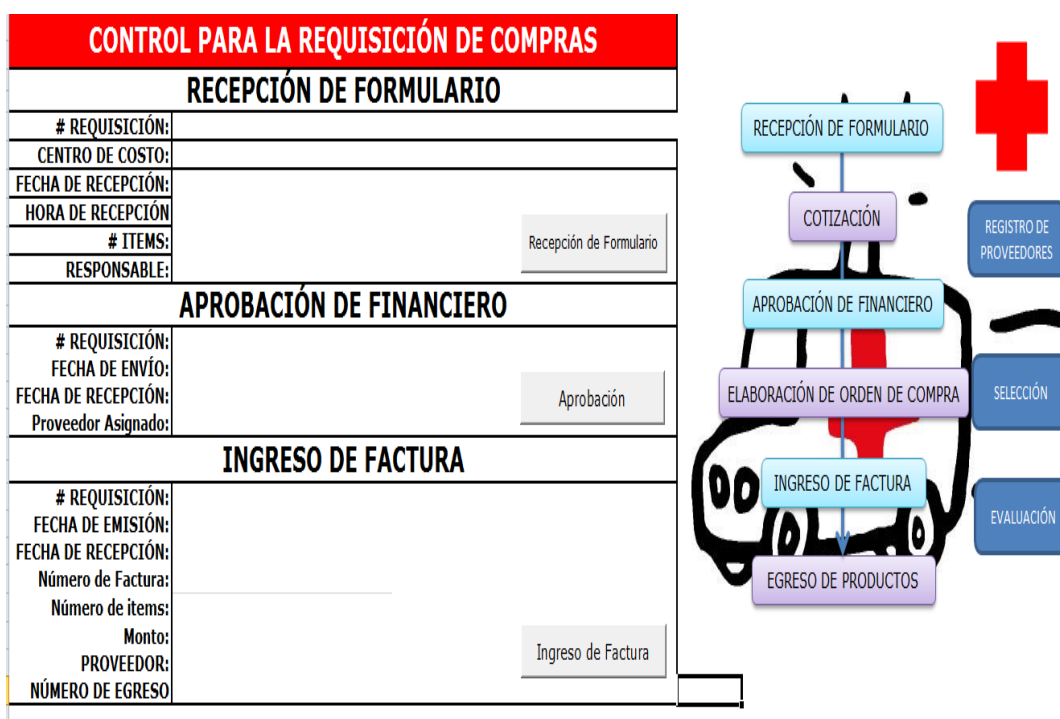 CONTROL PARA LA REQUISICIÓN DE COMPRAS
RECEPCIÓN DE FORMULARIO
# REQUISICIÓN:
CENTRO DE COSTO:
FECHA DE RECEPCIÓN:
HORA DE RECEPCIÓN
# ITEMS:
RESPONSABLE:
Recepción de Formulario
APROBACIÓN DE FINANCIERO
# REQUISICIÓN:
FECHA DE ENVÍO:
FECHA DE RECEPCIÓN:
Proveedor Asignado:
Aprobación
INGRESO DE FACTURA
# REQUISICIÓN:
FECHA DE EMISIÓN:
FECHA DE RECEPCIÓN:
Número de Factura:
Número de items:
Monto:
PROVEEDOR:
NÚMERO DE EGRESO
Ingreso de Factura
RECEPCIÓN DE FORMULARIO
COTIZACIÓN
APROBACIÓN DE FINANCIERO
ELABORACIÓN DE ORDEN DE COMPRA
INGRESO DE FACTURA
EGRESO DE PRODUCTOS
REGISTRO DE
PROVEEDORES
SELECCIÓN
EVALUACIÓN